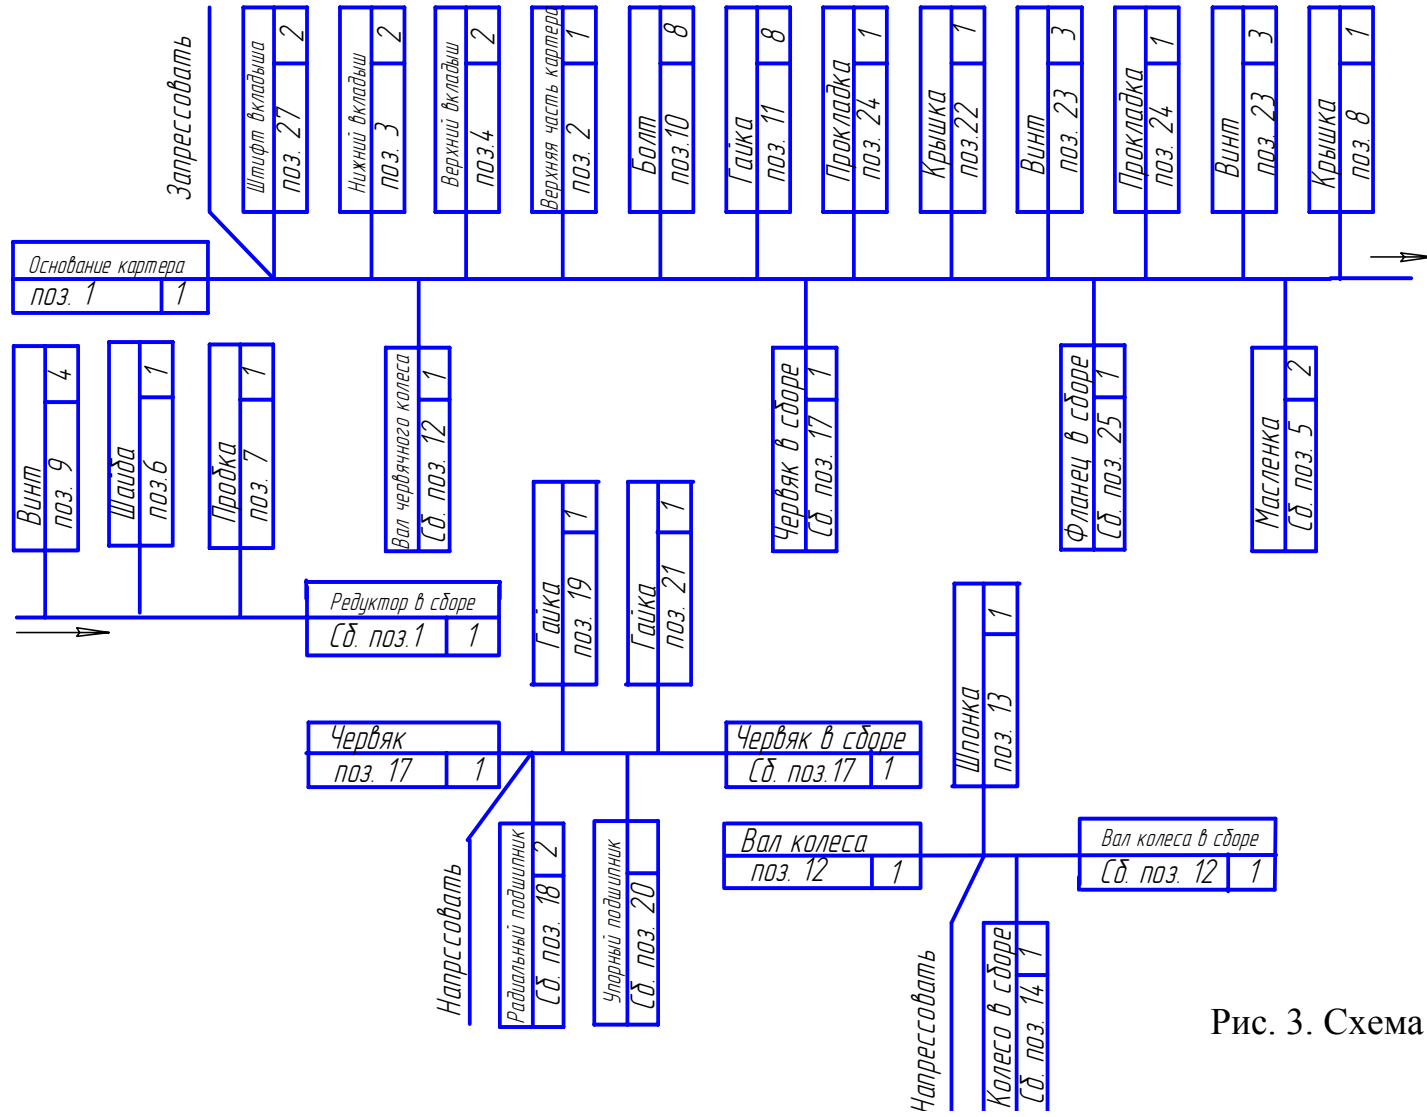 Запрессовать
Штифт вкладыша
поз. 27
2
Нижний вкладыш
поз. 3
2
Верхний вкладыш
поз.4
2
Верхняя часть картера
поз. 2
1
Болт
поз.10
8
Гайка
поз. 11
8
Прокладка
поз. 24
1
Крышка
поз.22
1
Винт
поз. 23
3
Прокладка
поз. 24
1
Винт
поз. 23
3
Крышка
поз. 8
1
Основание картера
поз. 1
1
Винт
поз. 9
4
Шайба
поз.6
1
Пробка
поз. 7
1
Вал червячного колеса
Сб. поз. 12
1
Червяк в сборе
Сб. поз. 17
1
Фланец в сборе
Сб. поз. 25
1
Масленка
Сб. поз. 5
2
Редуктор в сборе
Сб. поз.1
1
Гайка
поз. 19
1
Гайка
поз. 21
1
Червяк
поз. 17
1
Червяк в сборе
Сб. поз.17
1
Напрссовать
Радиальный подшипник
Сб. поз. 18
2
Упорный подшипник
Сб. поз. 20
Шпонка
поз. 13
1
Вал колеса
поз. 12
1
Вал колеса в сборе
Сб. поз. 12
1
Напрессовать
Колесо в сборе
Сб. поз. 14
1
Рис. 3. Схема